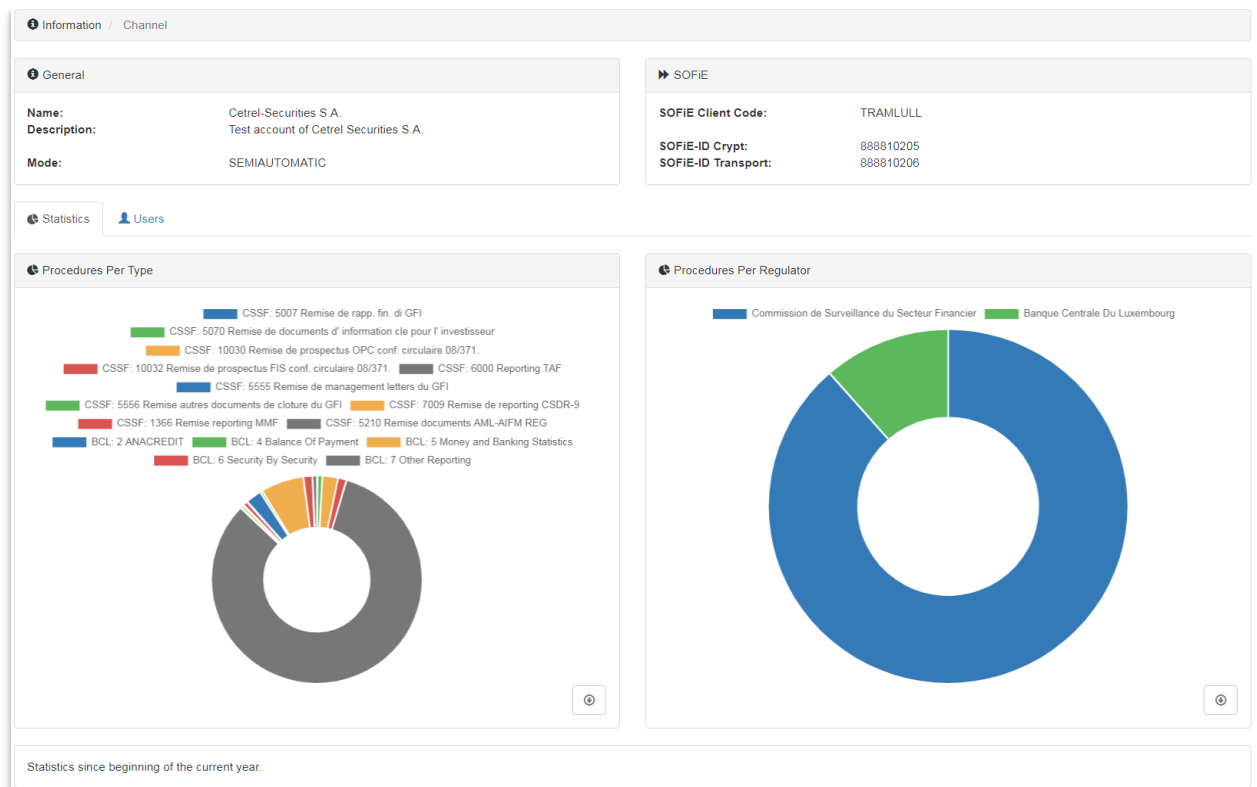 Information / Channel
General
Name: Cetrel-Securities S.A.
Description: Test account of Cetrel Securities S.A.
Mode: SEMIAUTOMATIC
SOFiE
SOFiE Client Code: TRAMLULL
SOFiE-ID Crypt: 888810205
SOFiE-ID Transport: 888810206
Statistics Users
Procedures Per Type
CSSF: 5007 Remise de rapp. fin. di GFI
CSSF: 5070 Remise de documents d' information cle pour l' investisseur
CSSF: 10030 Remise de prospectus OPC conf. circulaire 08/371.
CSSF: 10032 Remise de prospectus FIS conf. circulaire 08/371. CSSF: 6000 Reporting TAF
CSSF: 5555 Remise de management letters du GFI
CSSF: 5556 Remise autres documents de cloture du GFI CSSF: 7009 Remise de reporting CSDR-9
CSSF: 1366 Remise reporting MMF CSSF: 5210 Remise documents AML-AIFM REG
BCL: 2 ANACREDIT BCL: 4 Balance Of Payment BCL: 5 Money and Banking Statistics
BCL: 6 Security By Security BCL: 7 Other Reporting
Procedures Per Regulator
Commission de Surveillance du Secteur Financier Banque Centrale Du Luxembourg
Statistics since beginning of the current year.